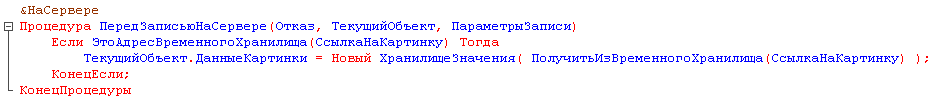 &НаСервере
Процедура ПередЗаписьюНаСервере(Отказ, ТекущийОбъект, ПараметрыЗаписи)
Если ЭтоАдресВременногоХранилища(СсылкаНаКартинку) Тогда
ТекущийОбъект.ДанныеКартинки = Новый ХранилищеЗначения( ПолучитьИзВременногоХранилища(СсылкаНаКартинку) );
КонецЕсли;
КонецПроцедуры